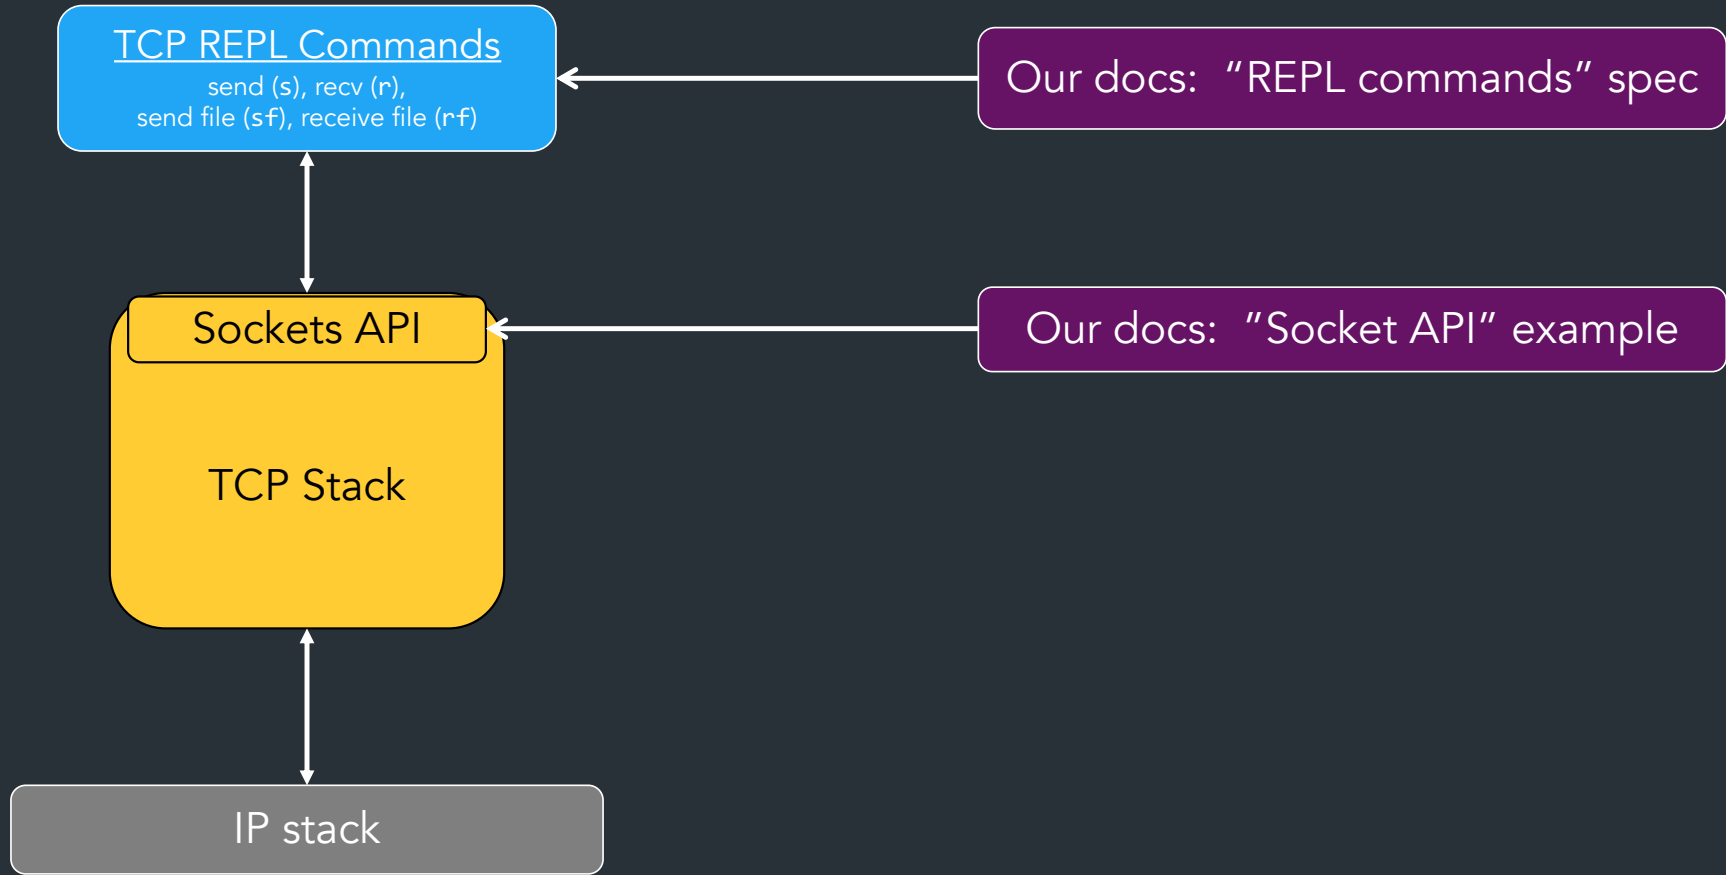 TCP REPL Commands
send (s), recv (r),
send file (sf), receive file (rf)
Our docs: “REPL commands” spec
Sockets API
Our docs: ”Socket API” example
TCP Stack
IP stack